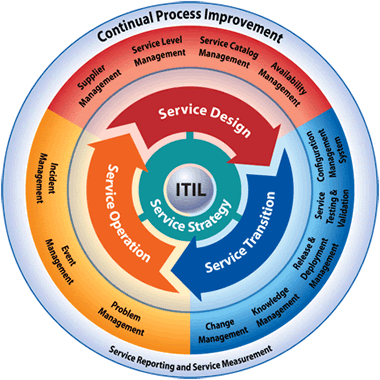 Continual Process Improvement
Supplier
Management
Service Level
Management
Service Catalog
Management
Availability
Management
Service Design
Service Configuration
Management
System
Service
Testing &
Validation
Release &
Deployment
Management
Knowledge
Management
Change
Management
Service Transition
Problem
Management
Event
Management
Incident
Management
Service Operation
ITIL
Service Strategy
Service Reporting and Service Measurement